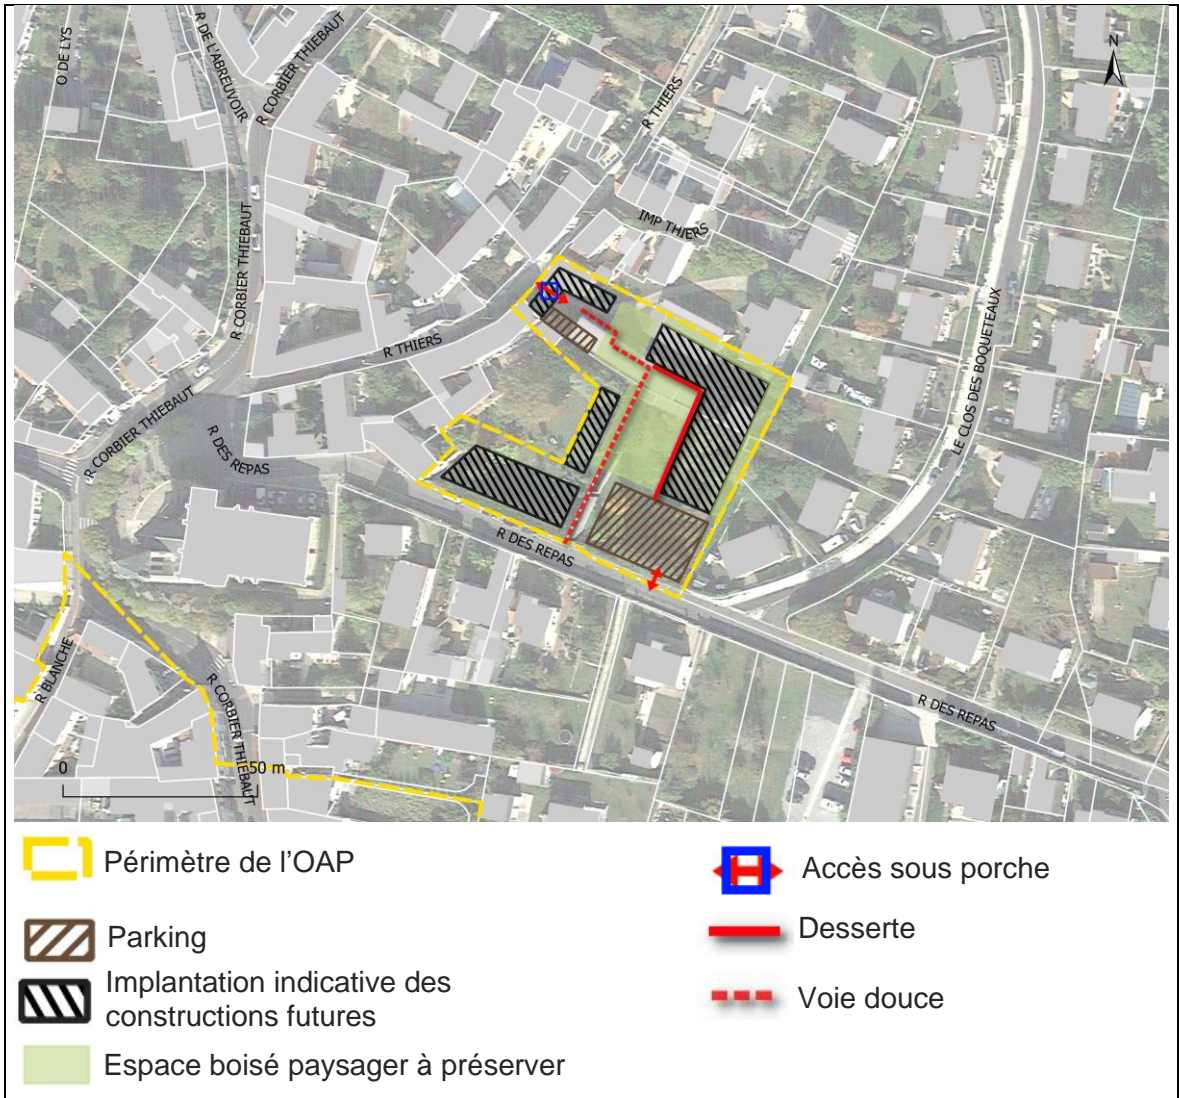 O DE LYS
R DE L'ABREUVOIR
R CORBIER THIEBAUT
R THIERS
N
IMP THIERS
R CORBIER THIEBAUT
R THIERS
LE CLOS DES BOQUETEAUX
R CORBIER THIEBAUT
R DES REPAS
R DES REPAS
R BLANCHE
R CORBIER THIEBAUT
R DES REPAS
0 50 m
Périmètre de l'OAP
Accès sous porche
Parking
Desserte
Implantation indicative des
constructions futures
Voie douce
Espace boisé paysager à préserver